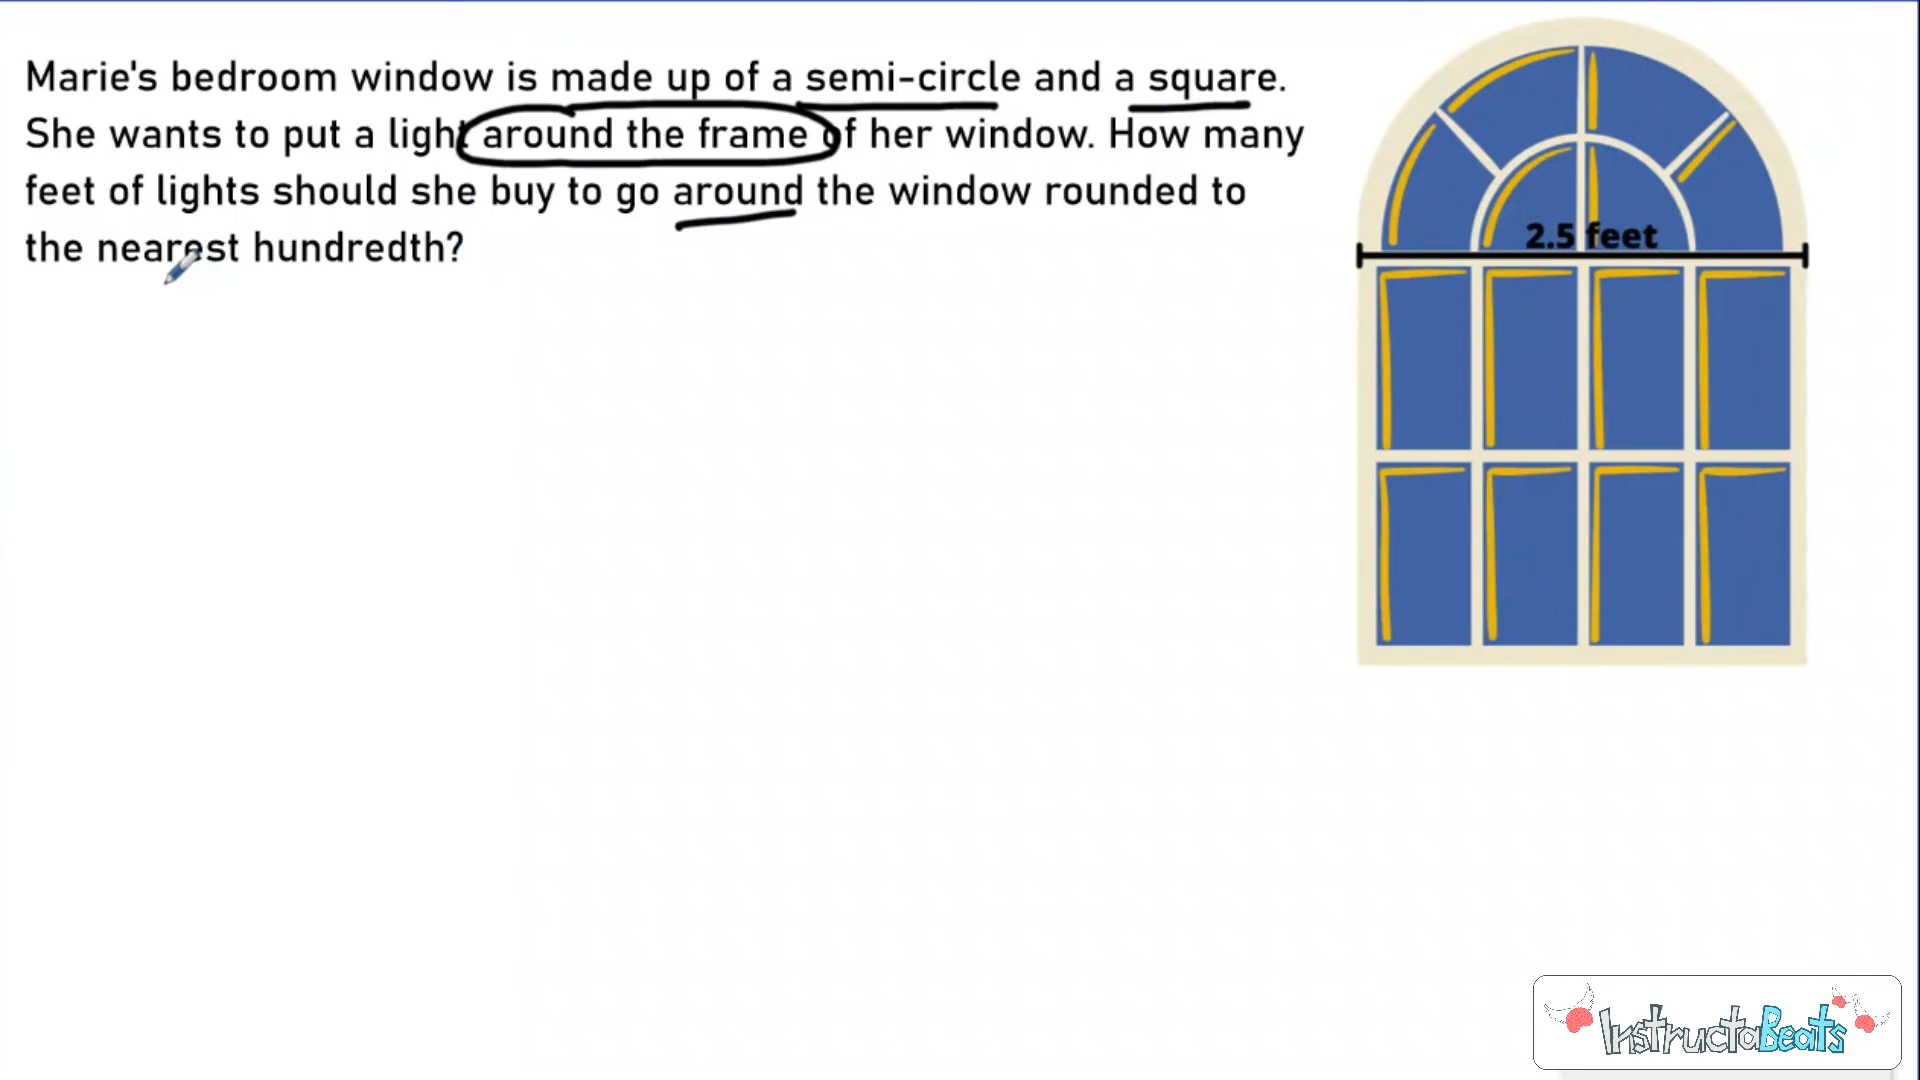 Marie's bedroom window is made up of a semi-circle and a square.
She wants to put a light around the frame of her window. How many
feet of lights should she buy to go around the window rounded to
the nearest hundredth?
2.5 feet
InstructaBeats